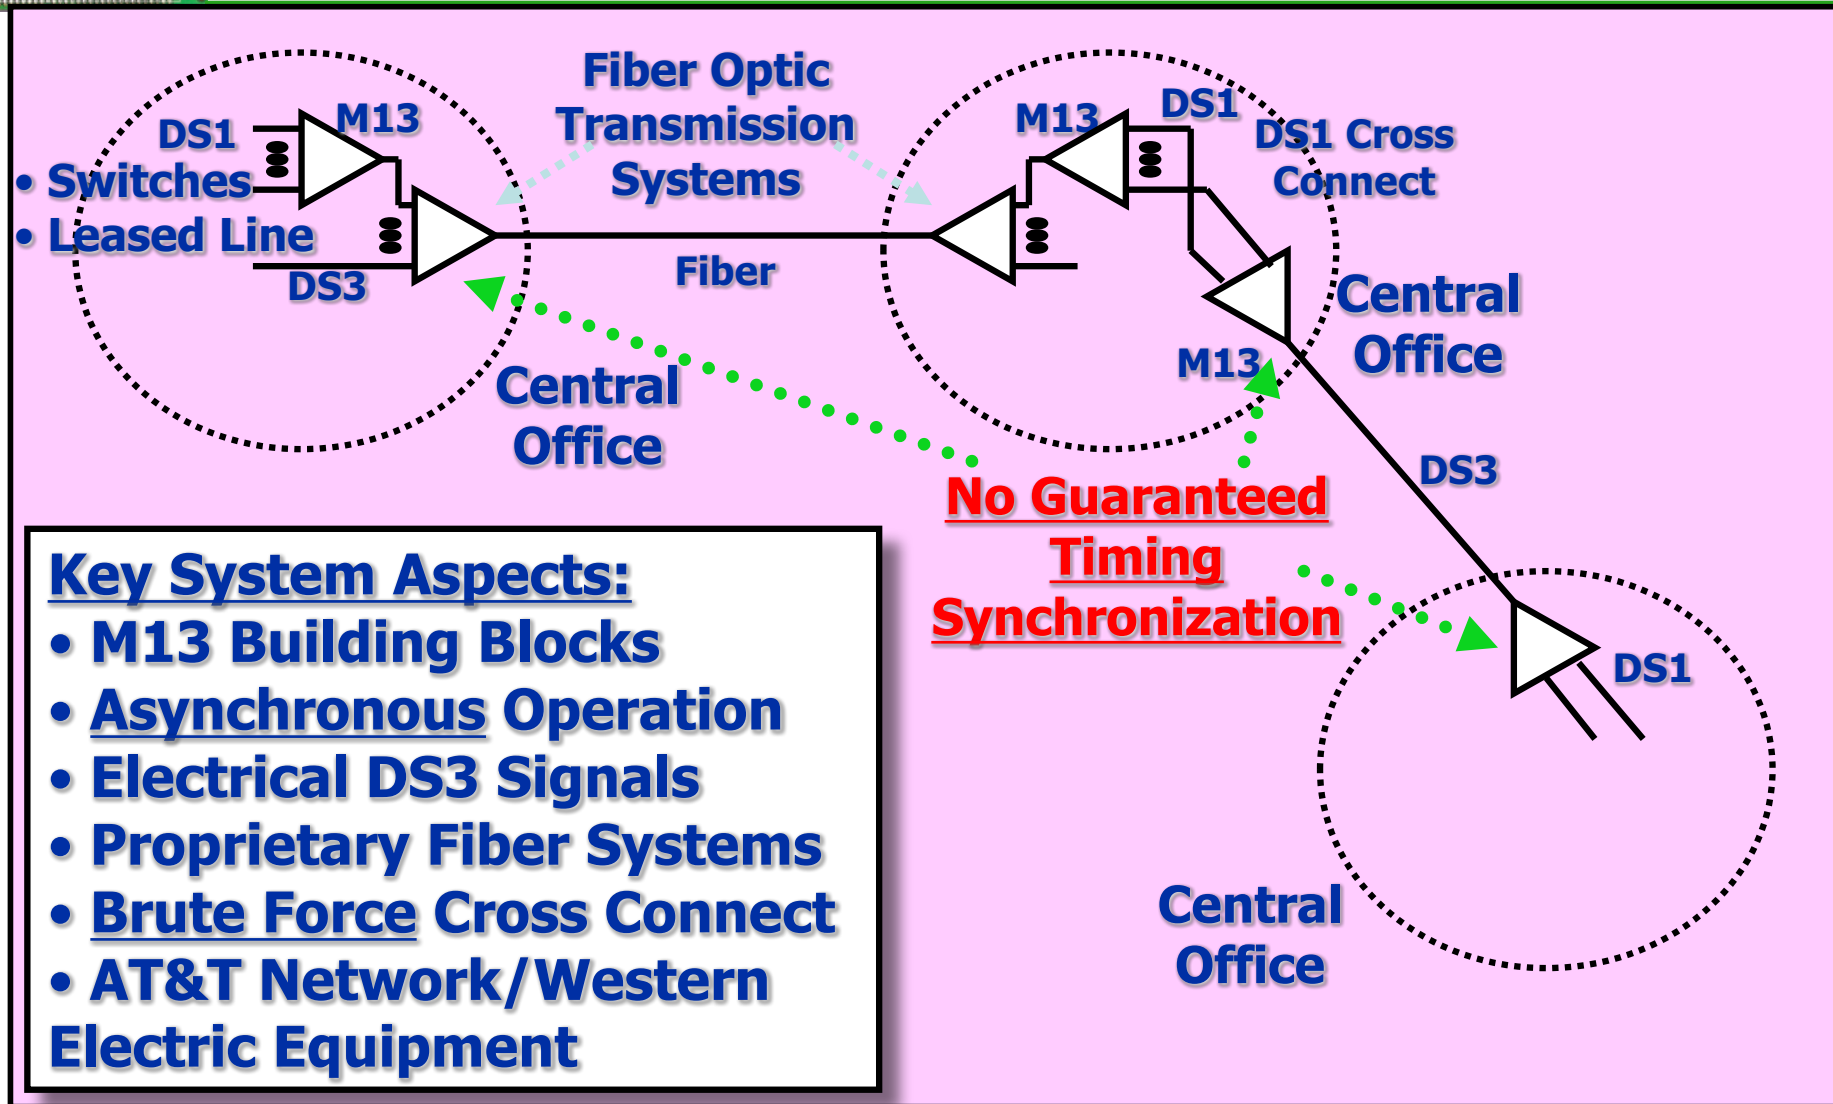 Fiber Optic
Transmission
Systems
M13
DS1
• Switches
• Leased Line
DS3
Fiber
Central
Office
M13
DS1
DS1 Cross
Connect
Central
Office
M13
DS3
No Guaranteed
Timing
Synchronization
DS1
Central
Office
Key System Aspects:
• M13 Building Blocks
• Asynchronous Operation
• Electrical DS3 Signals
• Proprietary Fiber Systems
• Brute Force Cross Connect
• AT&T Network/Western
Electric Equipment